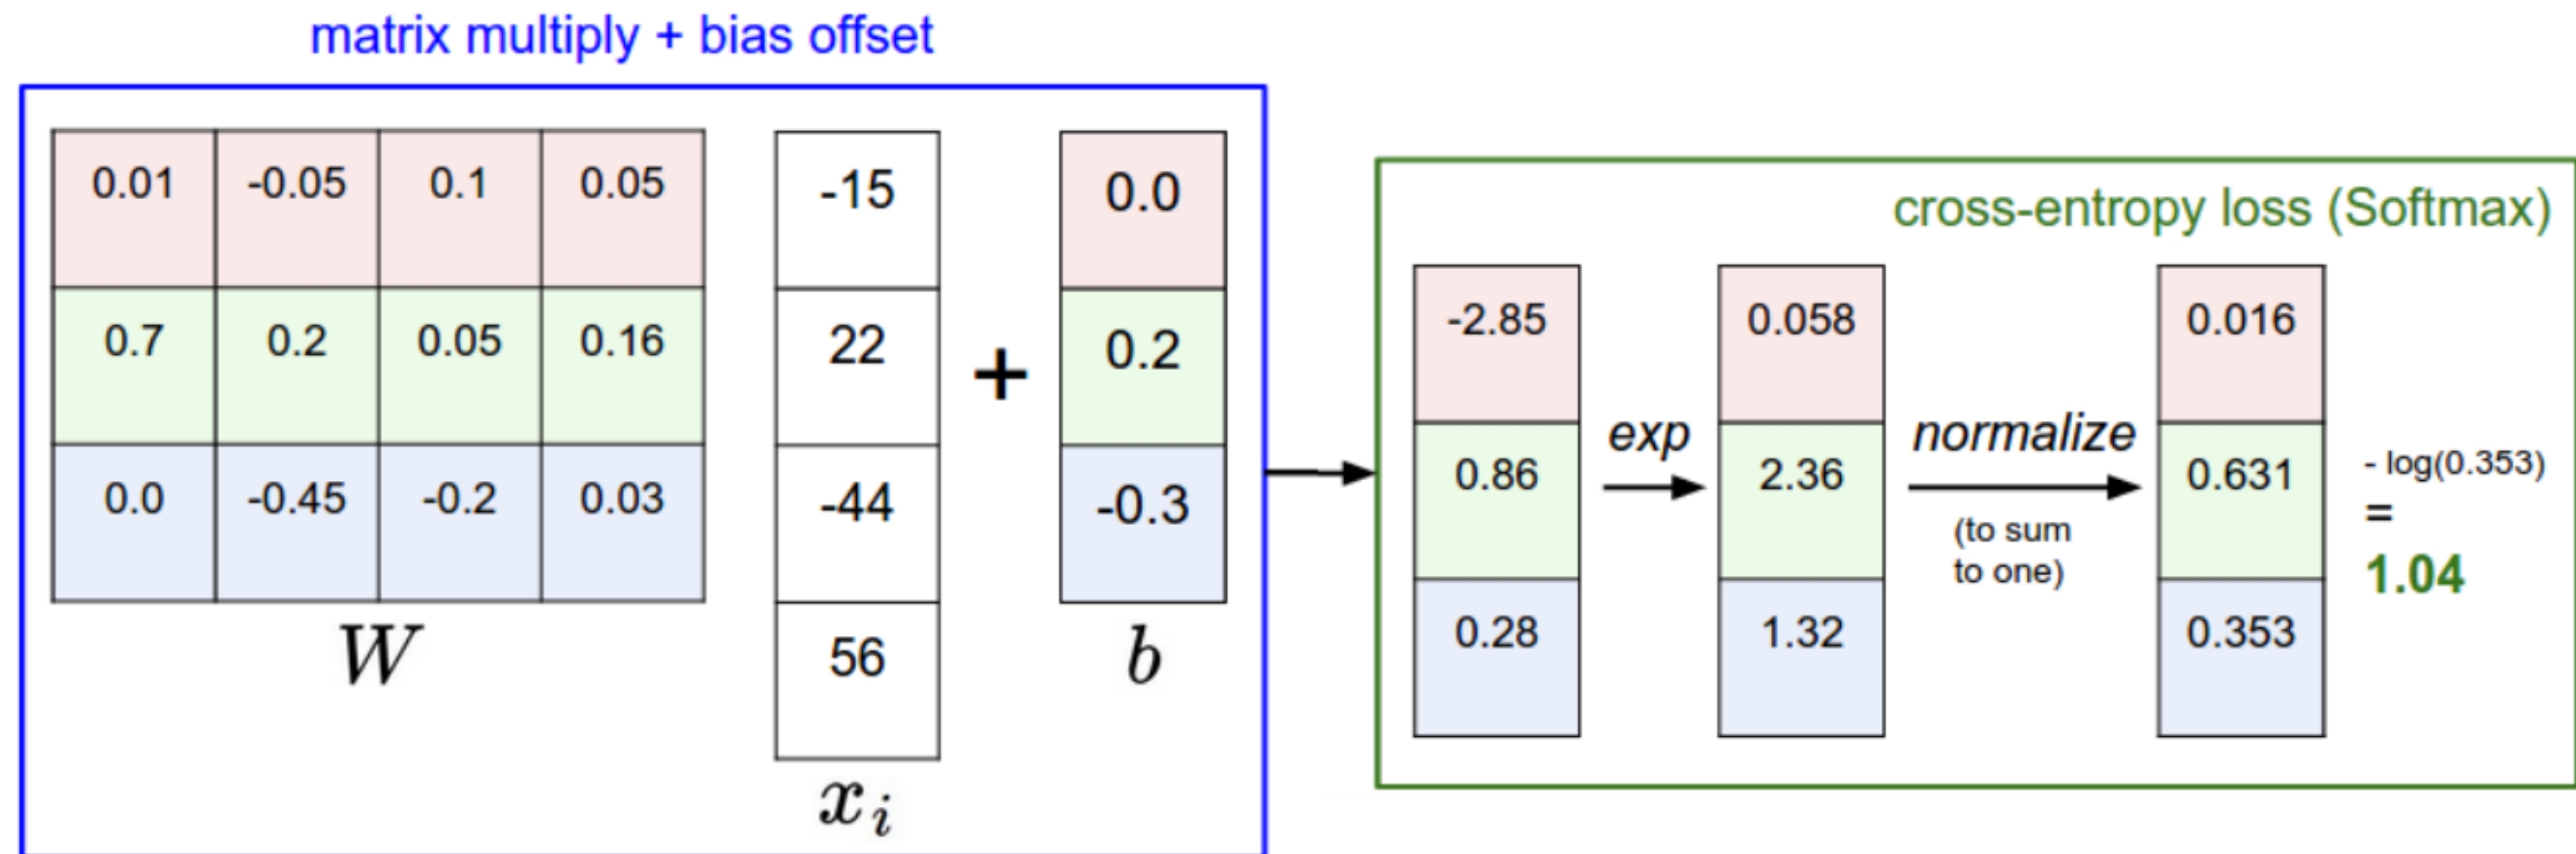 matrix multiply + bias offset
0.01 -0.05 0.1 0.05
0.7 0.2 0.05 0.16
0.0 -0.45 -0.2 0.03
W
-15
22
-44
56
x_i
+
0.0
0.2
-0.3
b
cross-entropy loss (Softmax)
-2.85
0.86
0.28
exp
0.058
2.36
1.32
normalize
(to sum
to one)
0.016
0.631
0.353
- log(0.353)
=
1.04